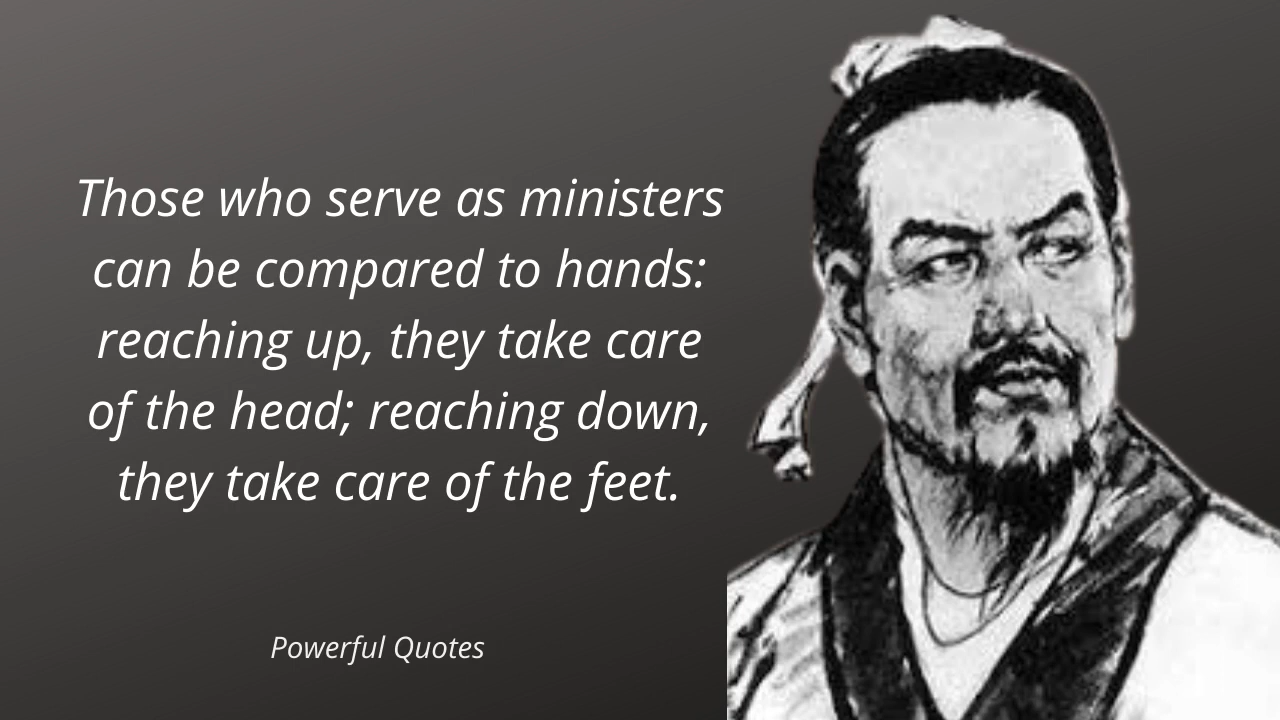 Those who serve as ministers
can be compared to hands:
reaching up, they take care
of the head; reaching down,
they take care of the feet.
Powerful Quotes